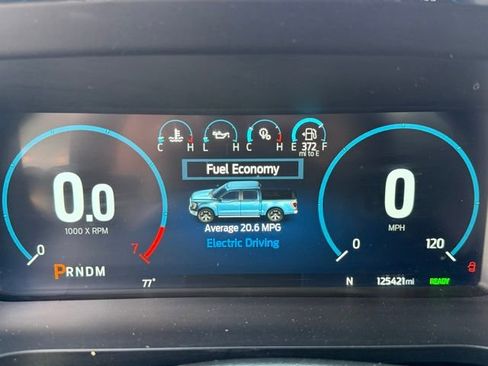 C H L H C H E 372 F
mi to E
Fuel Economy
0.0
1000 X RPM
0 7
Average 20.6 MPG
Electric Driving
0
MPH
0 120
PRNDM
77°
N 125421mi READY